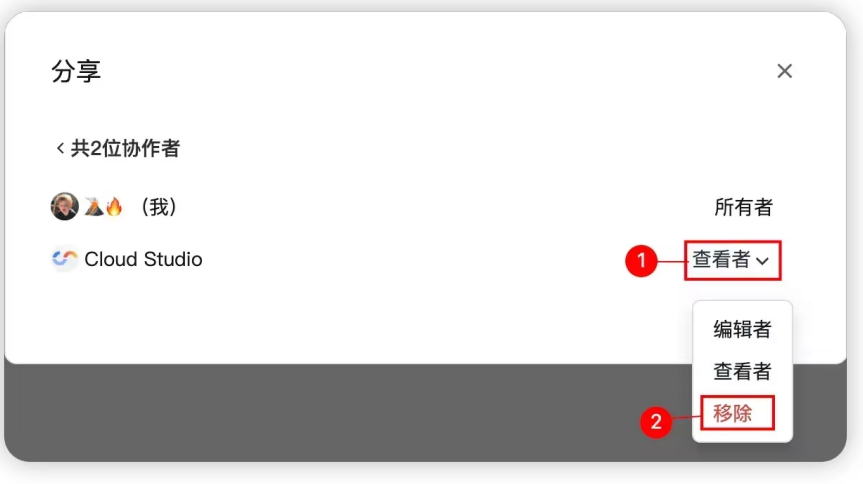 分享
共2位协作者
🌋🔥 （我） 所有者
Cloud Studio 1 查看者
编辑者
查看者
2 移除